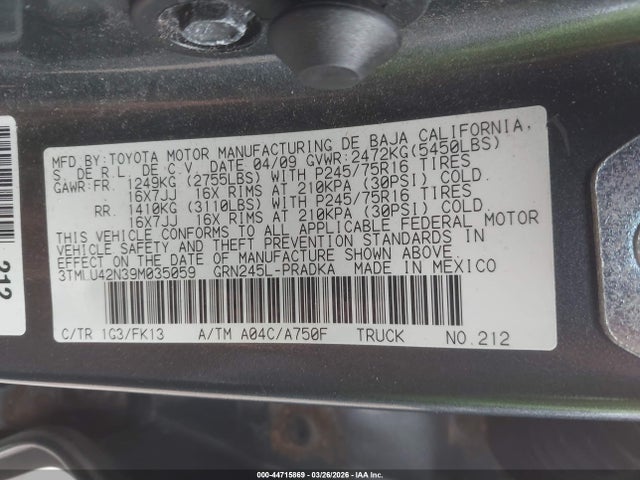 MFD.BY:TOYOTA MOTOR MANUFACTURING DE BAJA CALIFORNIA,
S. DE R.L. DE C.V. DATE 04/09 GVWR:2472KG(5450LBS)
GAWR:FR. 1249KG (2755LBS) WITH P245/75R16 TIRES
16X7JJ 16X RIMS AT 210KPA (30PSI) COLD.
RR. 1410KG (3110LBS) WITH P245/75R16 TIRES
16X7JJ 16X RIMS AT 210KPA (30PSI) COLD.
THIS VEHICLE CONFORMS TO ALL APPLICABLE FEDERAL MOTOR
VEHICLE SAFETY AND THEFT PREVENTION STANDARDS IN
EFFECT ON THE DATE OF MANUFACTURE SHOWN ABOVE.
3TMLU42N39M035059 GRN245L-PRADKA MADE IN MEXICO
C/TR 1G3/FK13 A/TM A04C/A750F TRUCK NO.212
212
© - 000-44715869 - 03/26/2026 - IAA Inc.